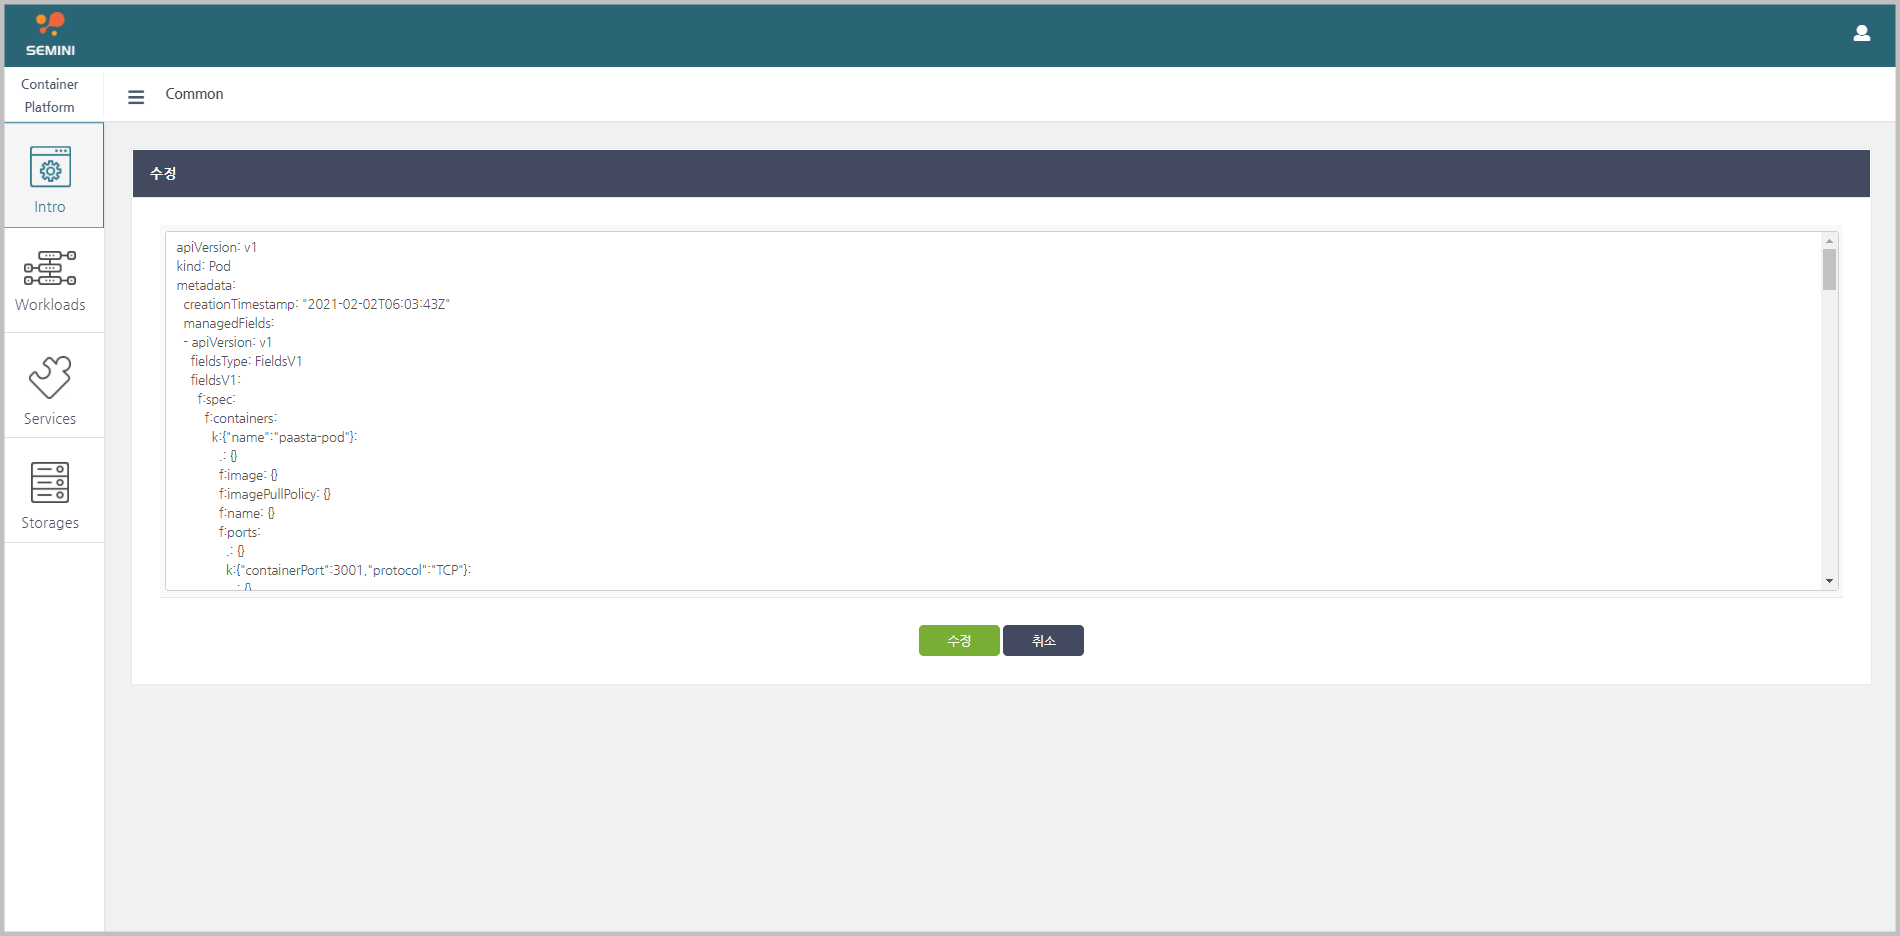 SEMINI
Container
Platform
Common
Intro
Workloads
Services
Storages
수정
apiVersion: v1
kind: Pod
metadata:
creationTimestamp: "2021-02-02T06:03:43Z"
managedFields:
- apiVersion: v1
fieldsType: FieldsV1
fieldsV1:
f:spec:
f:containers:
k:{"name":"paasta-pod"}:
.: {}
f:image: {}
f:imagePullPolicy: {}
f:name: {}
f:ports:
.: {}
k:{"containerPort":3001,"protocol":"TCP"}:
수정 취소